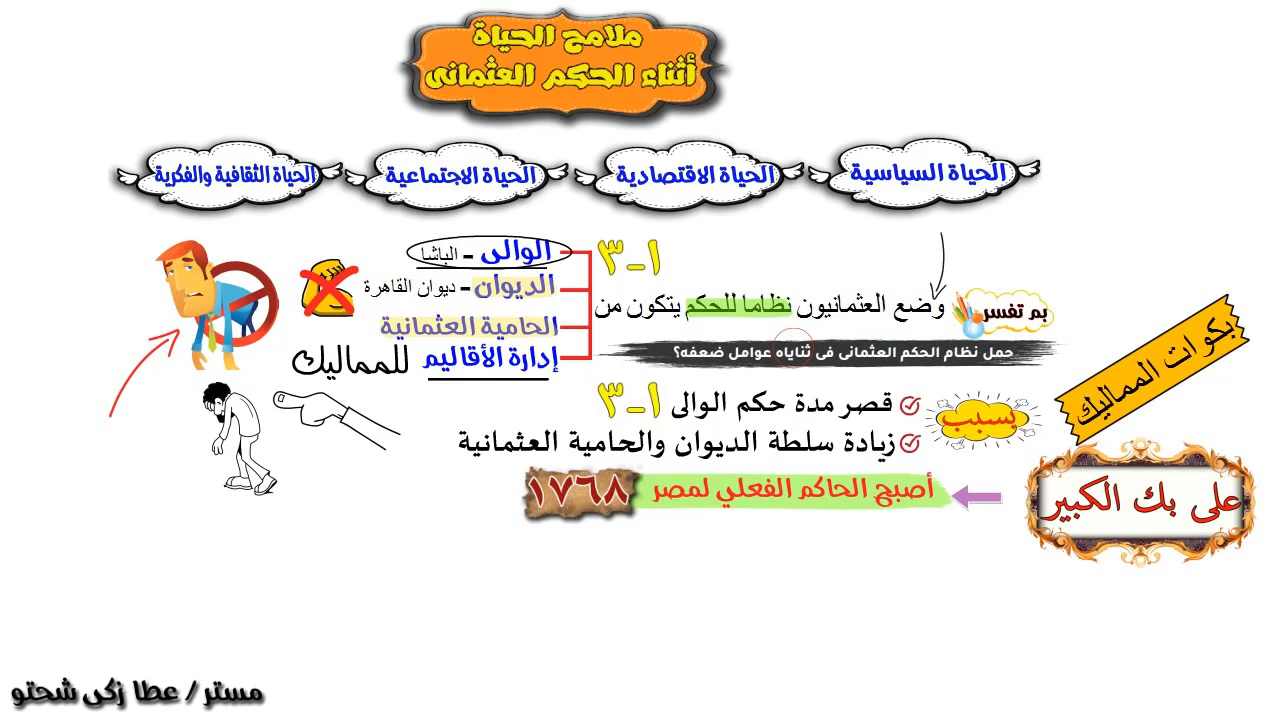 ملامح الحياة
أثناء الحكم العثمانى
الحياة السياسية
الحياة الاقتصادية
الحياة الاجتماعية
الحياة الثقافية والفكرية
بم تفسر
وضع العثمانيون نظاما للحكم يتكون من
١-٣
الوالى - الباشا
الديوان - ديوان القاهرة
الحامية العثمانية
إدارة الأقاليم للمماليك
حمل نظام الحكم العثمانى فى ثناياه عوامل ضعفه؟
بسبب
قصر مدة حكم الوالى ١-٣
زيادة سلطة الديوان والحامية العثمانية
بكوات المماليك
على بك الكبير
أصبح الحاكم الفعلي لمصر ١٧٦٨
مستر / عطا زكى شحتو